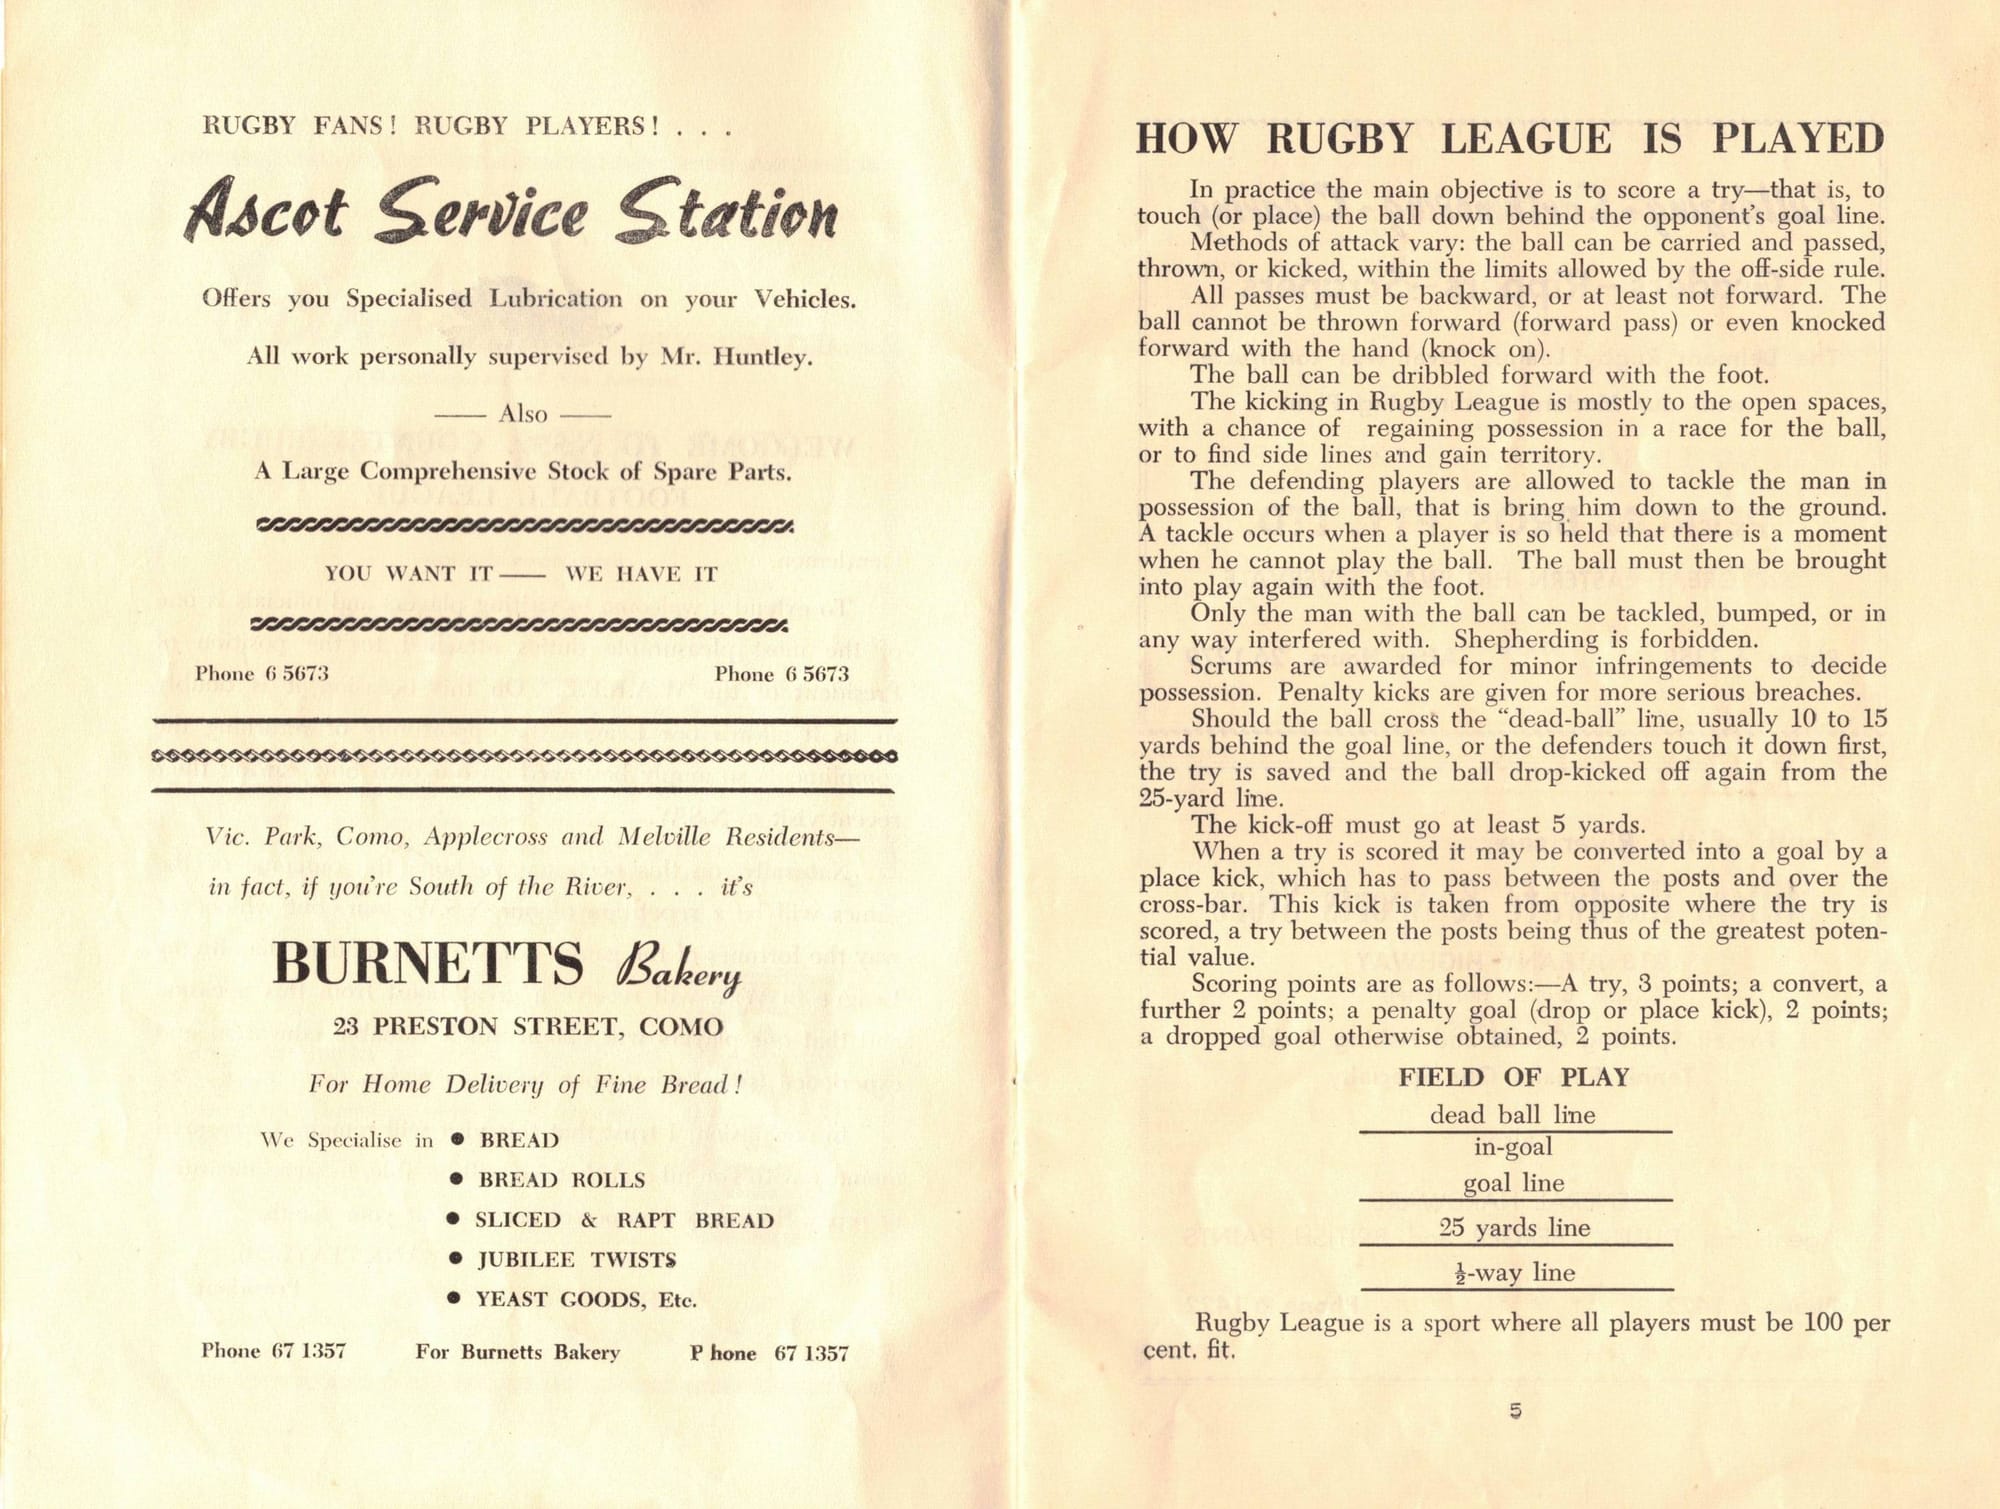 RUGBY FANS! RUGBY PLAYERS! . . .
Ascot Service Station
Offers you Specialised Lubrication on your Vehicles.
All work personally supervised by Mr. Huntley.
—— Also ——
A Large Comprehensive Stock of Spare Parts.
YOU WANT IT —— WE HAVE IT
Phone 6 5673 Phone 6 5673
Vic. Park, Como, Applecross and Melville Residents—
in fact, if you're South of the River, . . . it's
BURNETTS Bakery
23 PRESTON STREET, COMO
For Home Delivery of Fine Bread!
We Specialise in ● BREAD
● BREAD ROLLS
● SLICED & RAPT BREAD
● JUBILEE TWISTS
● YEAST GOODS, Etc.
Phone 67 1357 For Burnetts Bakery P hone 67 1357
HOW RUGBY LEAGUE IS PLAYED
In practice the main objective is to score a try—that is, to
touch (or place) the ball down behind the opponent's goal line.
Methods of attack vary: the ball can be carried and passed,
thrown, or kicked, within the limits allowed by the off-side rule.
All passes must be backward, or at least not forward. The
ball cannot be thrown forward (forward pass) or even knocked
forward with the hand (knock on).
The ball can be dribbled forward with the foot.
The kicking in Rugby League is mostly to the open spaces,
with a chance of regaining possession in a race for the ball,
or to find side lines and gain territory.
The defending players are allowed to tackle the man in
possession of the ball, that is bring him down to the ground.
A tackle occurs when a player is so held that there is a moment
when he cannot play the ball. The ball must then be brought
into play again with the foot.
Only the man with the ball can be tackled, bumped, or in
any way interfered with. Shepherding is forbidden.
Scrums are awarded for minor infringements to decide
possession. Penalty kicks are given for more serious breaches.
Should the ball cross the "dead-ball" line, usually 10 to 15
yards behind the goal line, or the defenders touch it down first,
the try is saved and the ball drop-kicked off again from the
25-yard line.
The kick-off must go at least 5 yards.
When a try is scored it may be converted into a goal by a
place kick, which has to pass between the posts and over the
cross-bar. This kick is taken from opposite where the try is
scored, a try between the posts being thus of the greatest poten-
tial value.
Scoring points are as follows:—A try, 3 points; a convert, a
further 2 points; a penalty goal (drop or place kick), 2 points;
a dropped goal otherwise obtained, 2 points.
FIELD OF PLAY
dead ball line
in-goal
goal line
25 yards line
½-way line
Rugby League is a sport where all players must be 100 per
cent. fit.
5